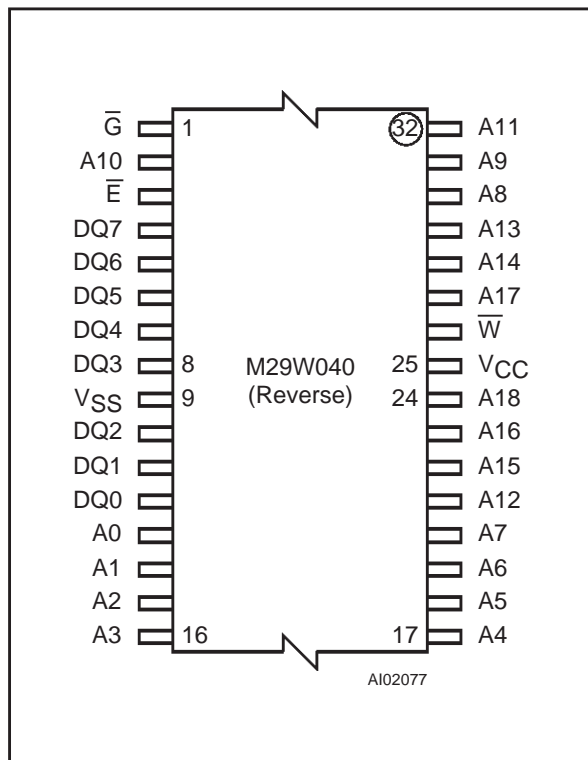 G̅ 1 32 A11
A10 A9
E̅ A8
DQ7 A13
DQ6 A14
DQ5 A17
DQ4 W̅
DQ3 8 M29W040 25 VCC
VSS 9 (Reverse) 24 A18
DQ2 A16
DQ1 A15
DQ0 A12
A0 A7
A1 A6
A2 A5
A3 16 17 A4
AI02077